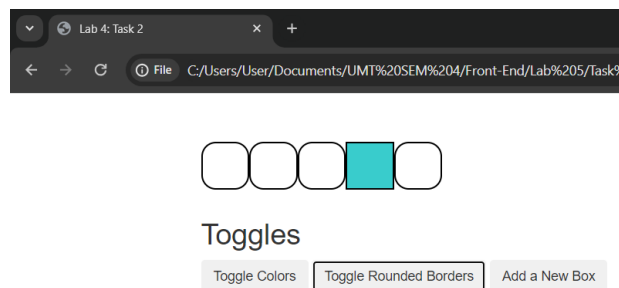 Lab 4: Task 2
File C:/Users/User/Documents/UMT%20SEM%204/Front-End/Lab%205/Task%
Toggles
Toggle Colors Toggle Rounded Borders Add a New Box